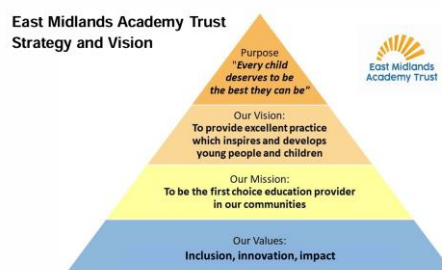 East Midlands Academy Trust
Strategy and Vision
Purpose
"Every child
deserves to be
the best they can be"
East Midlands
Academy Trust
Our Vision:
To provide excellent practice
which inspires and develops
young people and children
Our Mission:
To be the first choice education provider
in our communities
Our Values:
Inclusion, innovation, impact